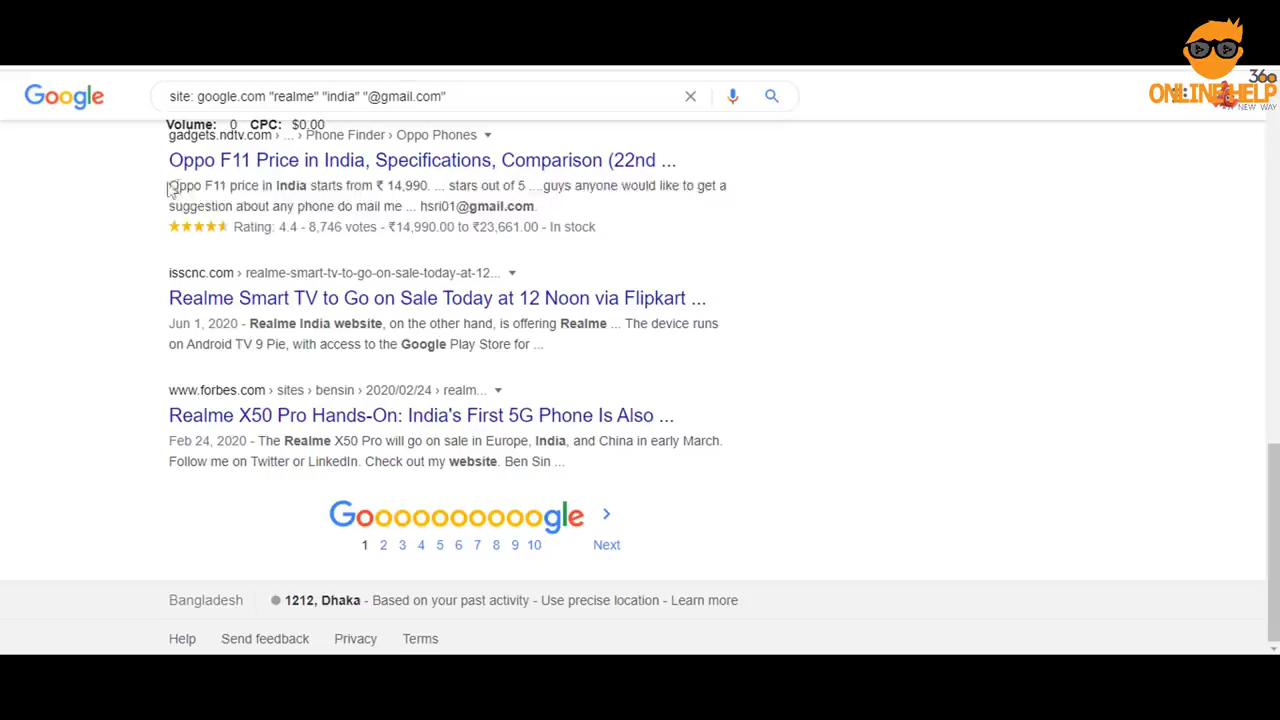 Google
site: google.com "realme" "india" "@gmail.com"
36o
ONLINE HELP
A NEW WAY
Volume: 0 CPC: $0.00
gadgets.ndtv.com › ... › Phone Finder › Oppo Phones
Oppo F11 Price in India, Specifications, Comparison (22nd ...
Oppo F11 price in India starts from ₹ 14,990. ... stars out of 5 ....guys anyone would like to get a
suggestion about any phone do mail me ... hsri01@gmail.com.
Rating: 4.4 - 8,746 votes - ₹14,990.00 to ₹23,661.00 - In stock
isscnc.com › realme-smart-tv-to-go-on-sale-today-at-12...
Realme Smart TV to Go on Sale Today at 12 Noon via Flipkart ...
Jun 1, 2020 - Realme India website, on the other hand, is offering Realme ... The device runs
on Android TV 9 Pie, with access to the Google Play Store for ...
www.forbes.com › sites › bensin › 2020/02/24 › realm...
Realme X50 Pro Hands-On: India's First 5G Phone Is Also ...
Feb 24, 2020 - The Realme X50 Pro will go on sale in Europe, India, and China in early March.
Follow me on Twitter or LinkedIn. Check out my website. Ben Sin ...
Goooooooooogle
1 2 3 4 5 6 7 8 9 10 Next
Bangladesh 1212, Dhaka - Based on your past activity - Use precise location - Learn more
Help Send feedback Privacy Terms